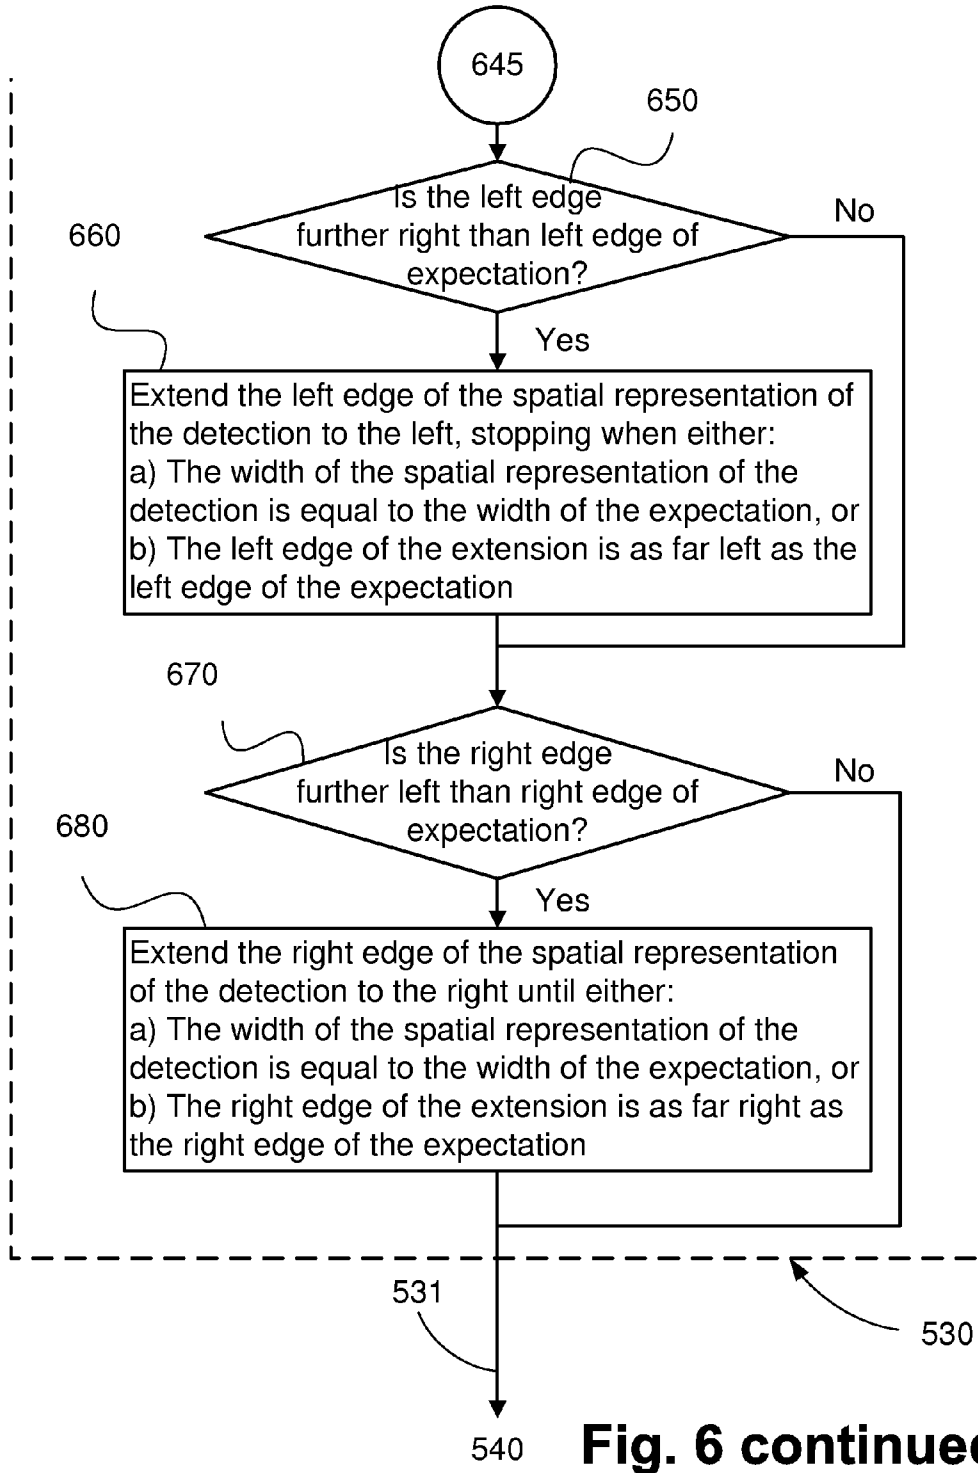 645
650
Is the left edge
further right than left edge of
expectation?
No
660
Yes
Extend the left edge of the spatial representation of
the detection to the left, stopping when either:
a) The width of the spatial representation of the
detection is equal to the width of the expectation, or
b) The left edge of the extension is as far left as the
left edge of the expectation
670
Is the right edge
further left than right edge of
expectation?
No
680
Yes
Extend the right edge of the spatial representation
of the detection to the right until either:
a) The width of the spatial representation of the
detection is equal to the width of the expectation, or
b) The right edge of the extension is as far right as
the right edge of the expectation
531
530
540
Fig. 6 continued